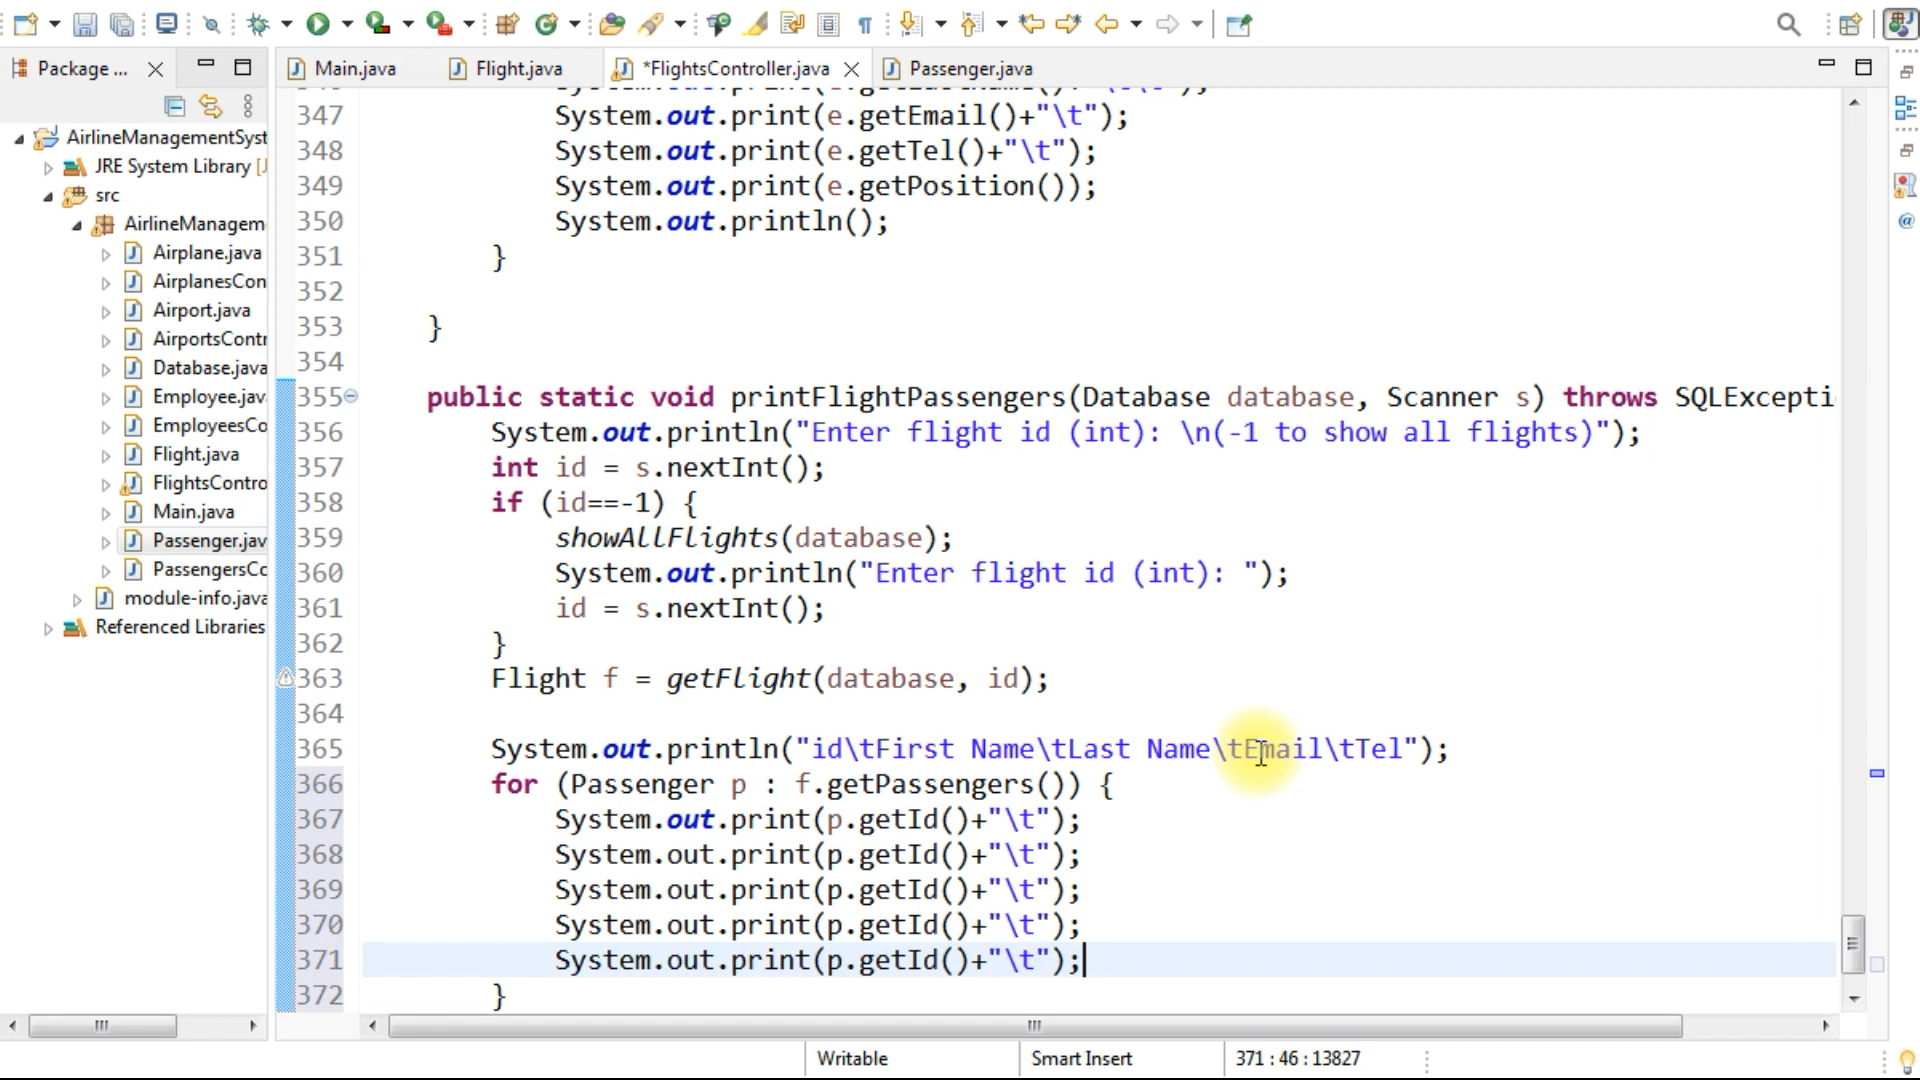 Package ...
Main.java
Flight.java
*FlightsController.java
Passenger.java
AirlineManagementSyst
JRE System Library [J
src
AirlineManagem
Airplane.java
AirplanesCon
Airport.java
AirportsContr
Database.java
Employee.jav
EmployeesCo
Flight.java
FlightsContro
Main.java
Passenger.jav
PassengersCo
module-info.java
Referenced Libraries
347 System.out.print(e.getEmail()+"\t");
348 System.out.print(e.getTel()+"\t");
349 System.out.print(e.getPosition());
350 System.out.println();
351 }
352
353 }
354
355 public static void printFlightPassengers(Database database, Scanner s) throws SQLExcepti
356 System.out.println("Enter flight id (int): \n(-1 to show all flights)");
357 int id = s.nextInt();
358 if (id==-1) {
359 showAllFlights(database);
360 System.out.println("Enter flight id (int): ");
361 id = s.nextInt();
362 }
363 Flight f = getFlight(database, id);
364
365 System.out.println("id\tFirst Name\tLast Name\tEmail\tTel");
366 for (Passenger p : f.getPassengers()) {
367 System.out.print(p.getId()+"\t");
368 System.out.print(p.getId()+"\t");
369 System.out.print(p.getId()+"\t");
370 System.out.print(p.getId()+"\t");
371 System.out.print(p.getId()+"\t");
372 }
Writable
Smart Insert
371 : 46 : 13827